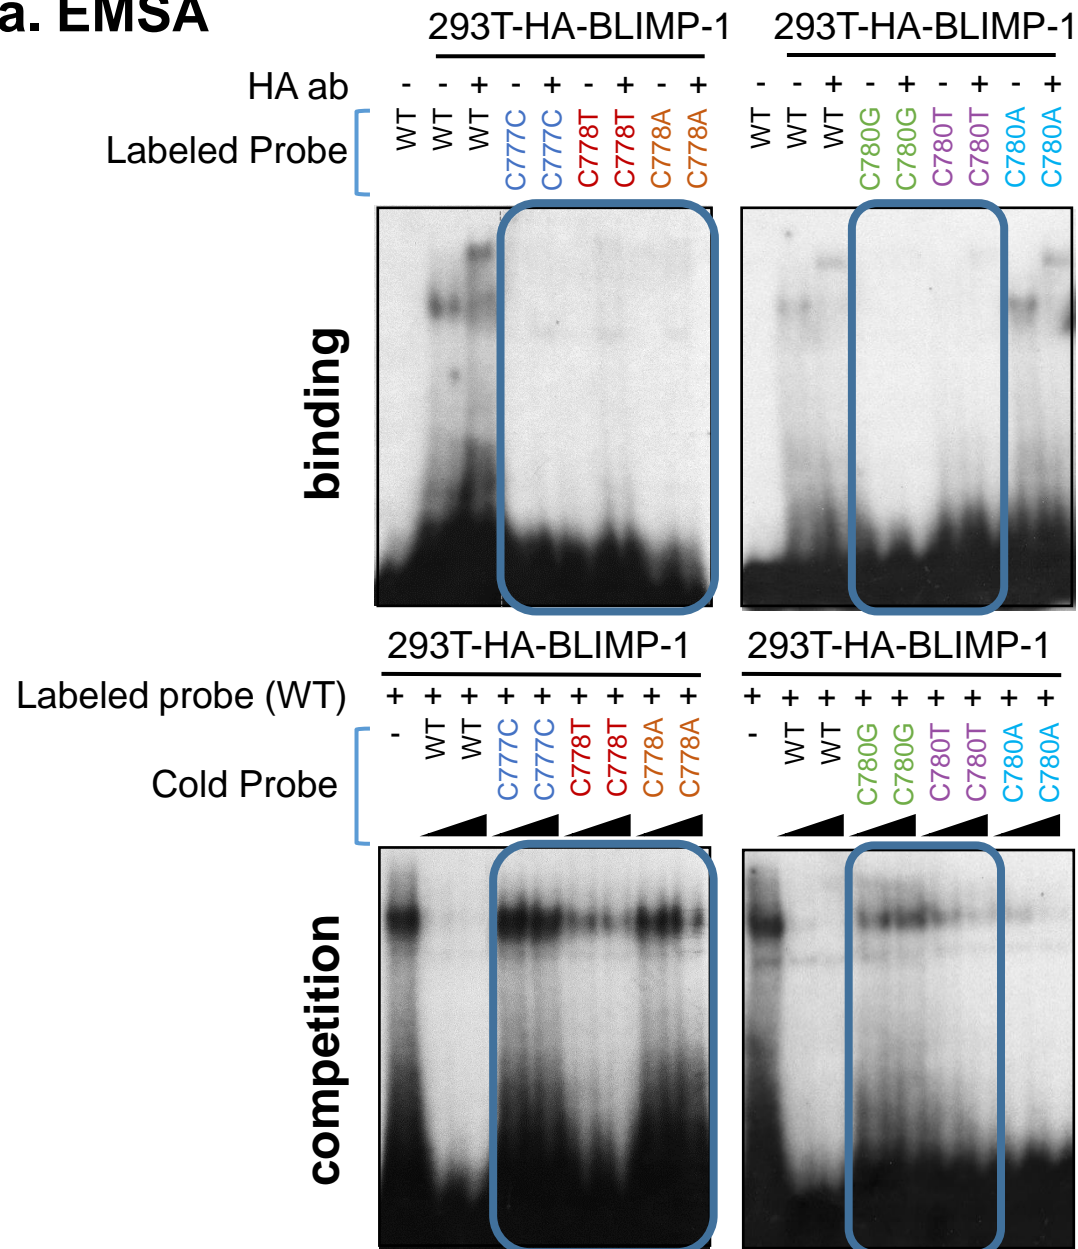 a. EMSA
293T-HA-BLIMP-1 293T-HA-BLIMP-1
HA ab - - + - + - + - + - - + - + - + - +
Labeled Probe WT WT WT C777C C777C C778T C778T C778A C778A WT WT WT C780G C780G C780T C780T C780A C780A
binding
293T-HA-BLIMP-1 293T-HA-BLIMP-1
Labeled probe (WT) + + + + + + + + + + + + + + + + + +
Cold Probe - WT WT C777C C777C C778T C778T C778A C778A - WT WT C780G C780G C780T C780T C780A C780A
competition